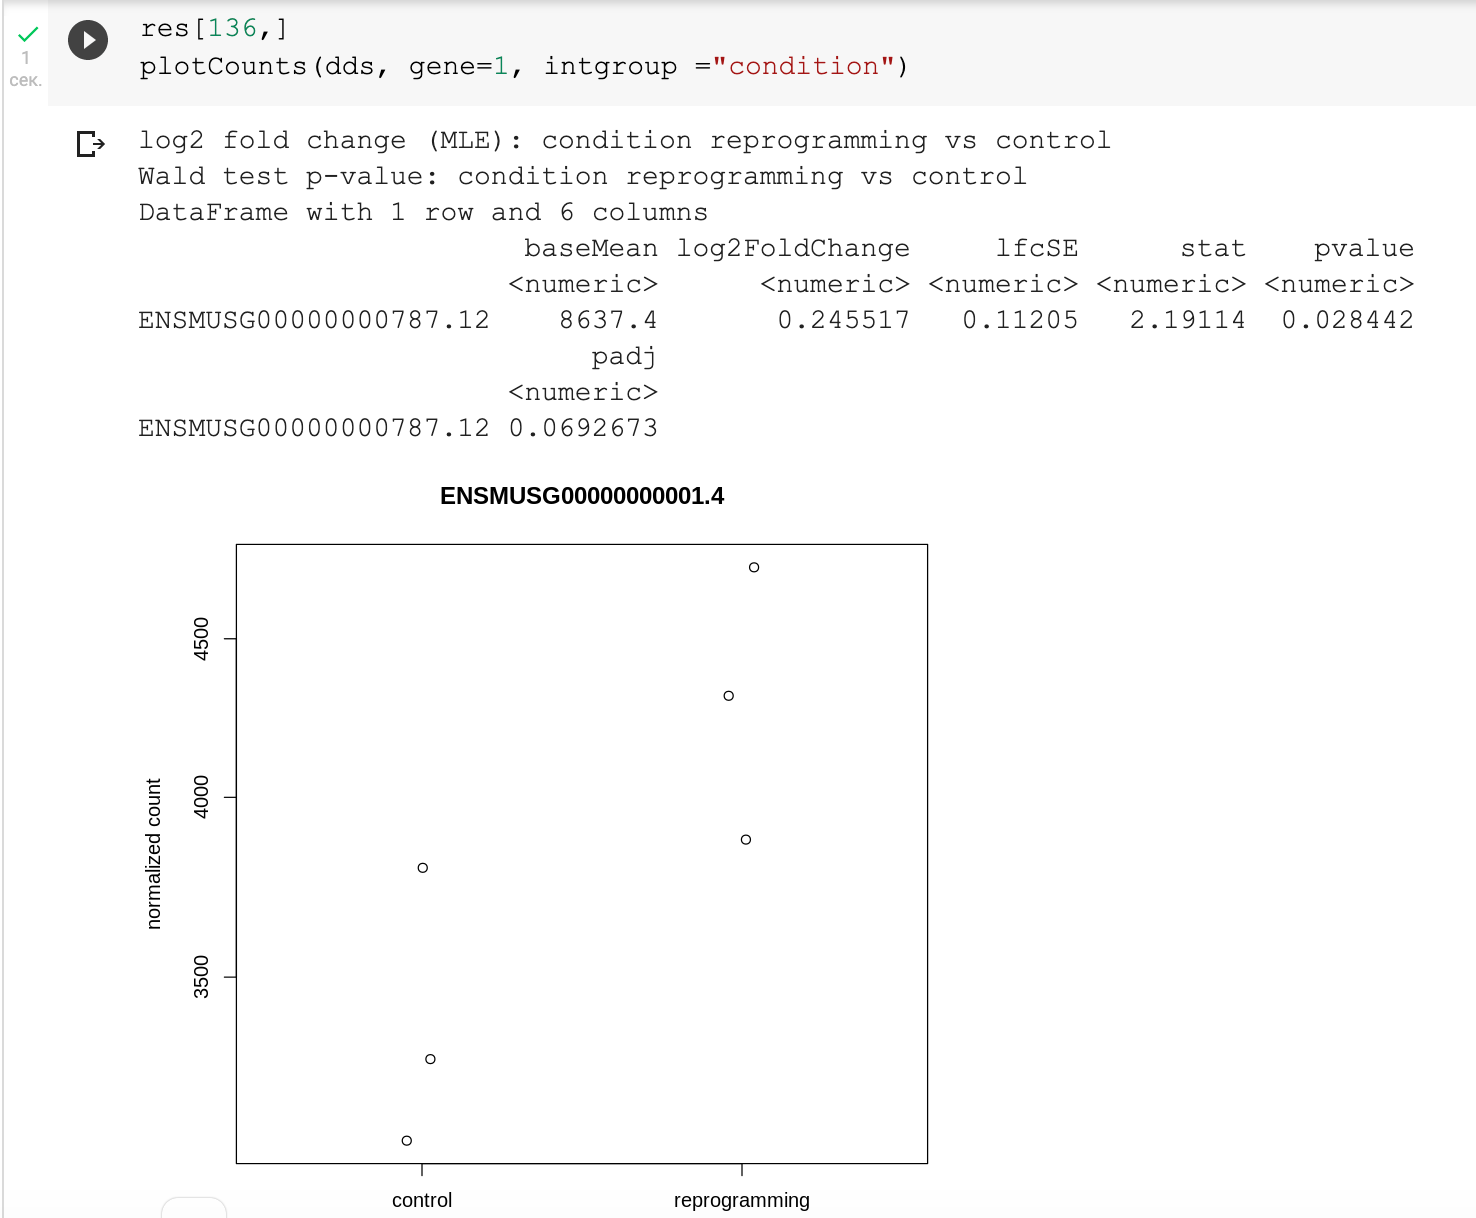 res[136,]
plotCounts(dds, gene=1, intgroup ="condition")
1
сек.
log2 fold change (MLE): condition reprogramming vs control
Wald test p-value: condition reprogramming vs control
DataFrame with 1 row and 6 columns
baseMean log2FoldChange lfcSE stat pvalue
<numeric> <numeric> <numeric> <numeric> <numeric>
ENSMUSG00000000787.12 8637.4 0.245517 0.11205 2.19114 0.028442
padj
<numeric>
ENSMUSG00000000787.12 0.0692673
ENSMUSG00000000001.4
4500
4000
3500
normalized count
control reprogramming